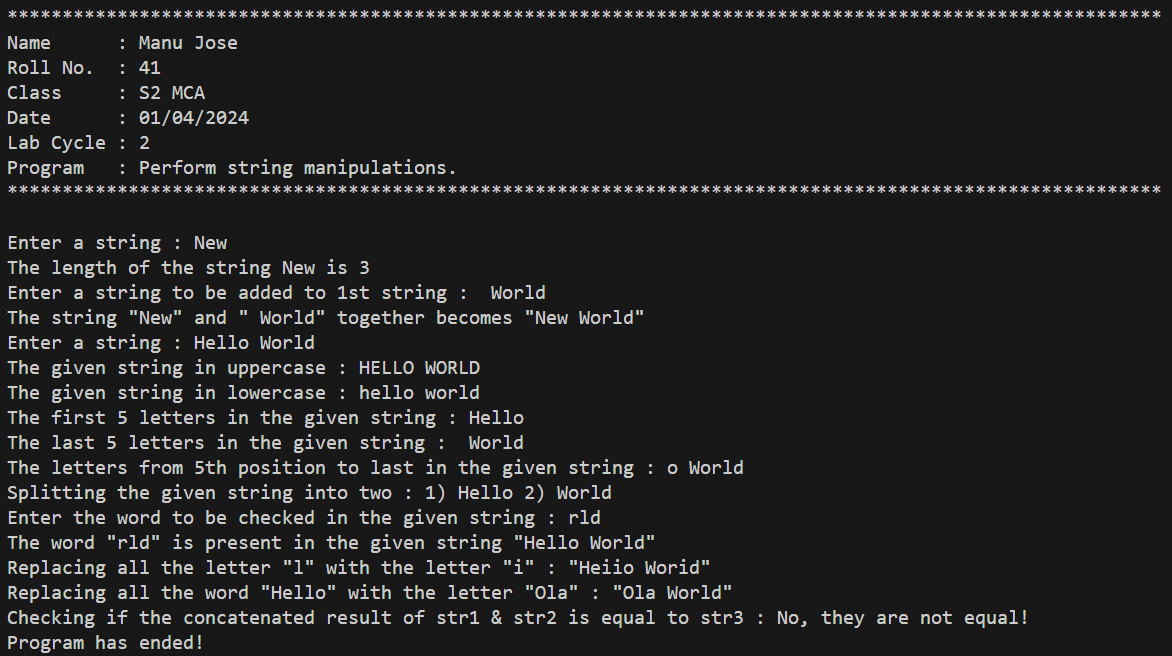 *********************************************************************************************************
Name      : Manu Jose
Roll No.  : 41
Class     : S2 MCA
Date      : 01/04/2024
Lab Cycle : 2
Program   : Perform string manipulations.
*********************************************************************************************************
Enter a string : New
The length of the string New is 3
Enter a string to be added to 1st string :  World
The string "New" and " World" together becomes "New World"
Enter a string : Hello World
The given string in uppercase : HELLO WORLD
The given string in lowercase : hello world
The first 5 letters in the given string : Hello
The last 5 letters in the given string :  World
The letters from 5th position to last in the given string : o World
Splitting the given string into two : 1) Hello 2) World
Enter the word to be checked in the given string : rld
The word "rld" is present in the given string "Hello World"
Replacing all the letter "l" with the letter "i" : "Heiio Worid"
Replacing all the word "Hello" with the letter "Ola" : "Ola World"
Checking if the concatenated result of str1 & str2 is equal to str3 : No, they are not equal!
Program has ended!